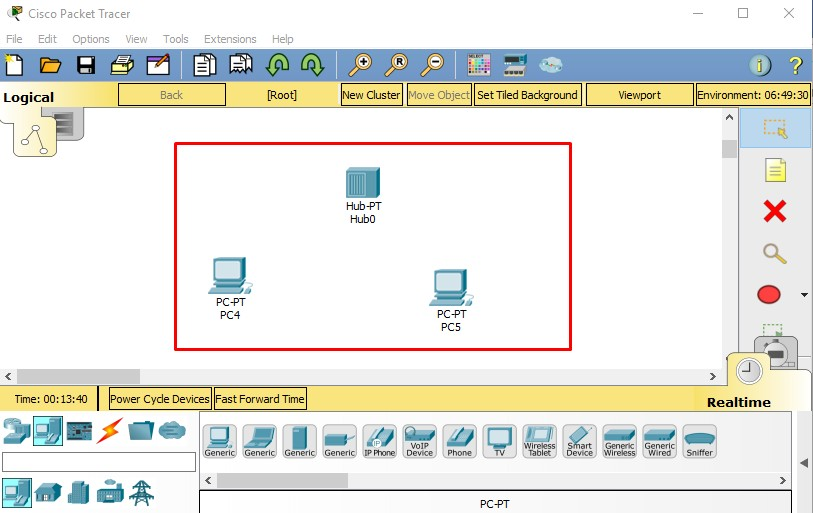 Cisco Packet Tracer
File Edit Options View Tools Extensions Help
Logical Back [Root] New Cluster Move Object Set Tiled Background Viewport Environment: 06:49:30
Hub-PT
Hub0
PC-PT
PC4
PC-PT
PC5
Time: 00:13:40 Power Cycle Devices Fast Forward Time Realtime
Generic Generic Generic Generic IP Phone VoIP Device Phone TV Wireless Tablet Smart Device Generic Wireless Generic Wired Sniffer
PC-PT